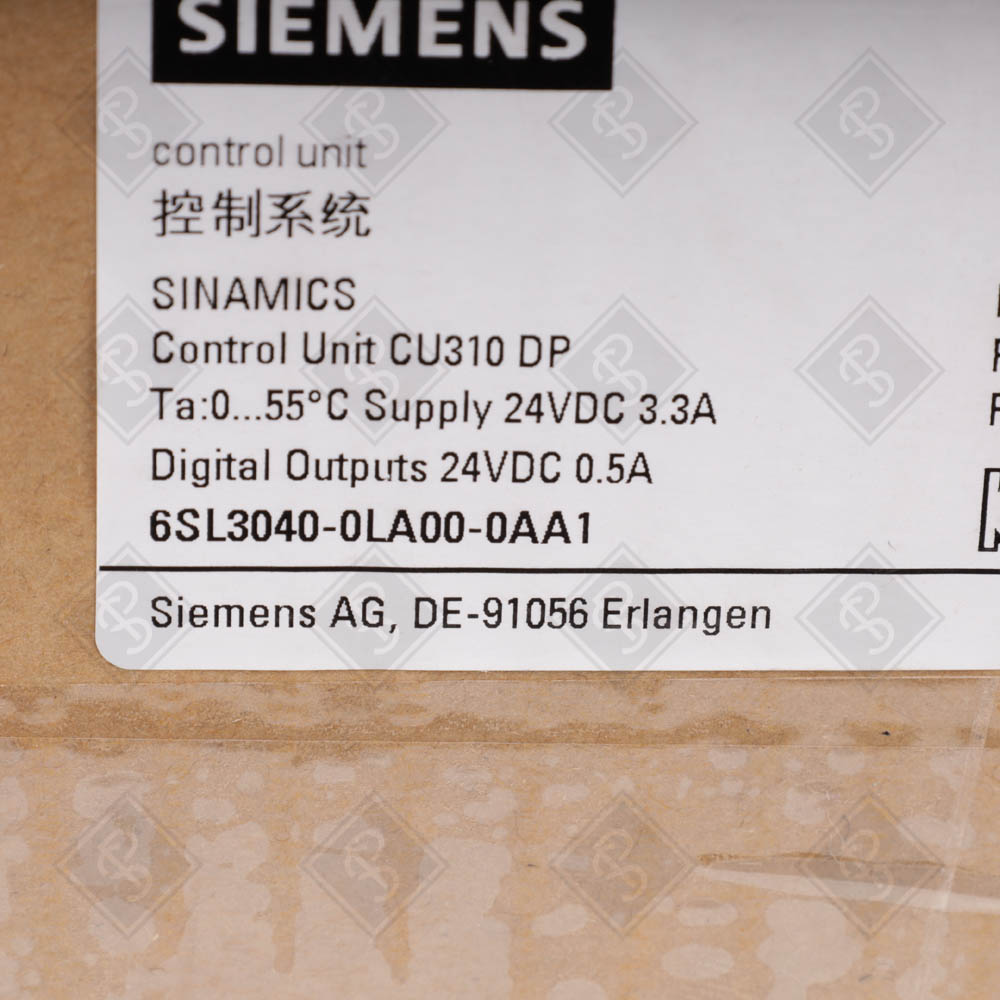 SIEMENS
control unit
控制系统
SINAMICS
Control Unit CU310 DP
Ta:0...55°C Supply 24VDC 3.3A
Digital Outputs 24VDC 0.5A
6SL3040-0LA00-0AA1
Siemens AG, DE-91056 Erlangen